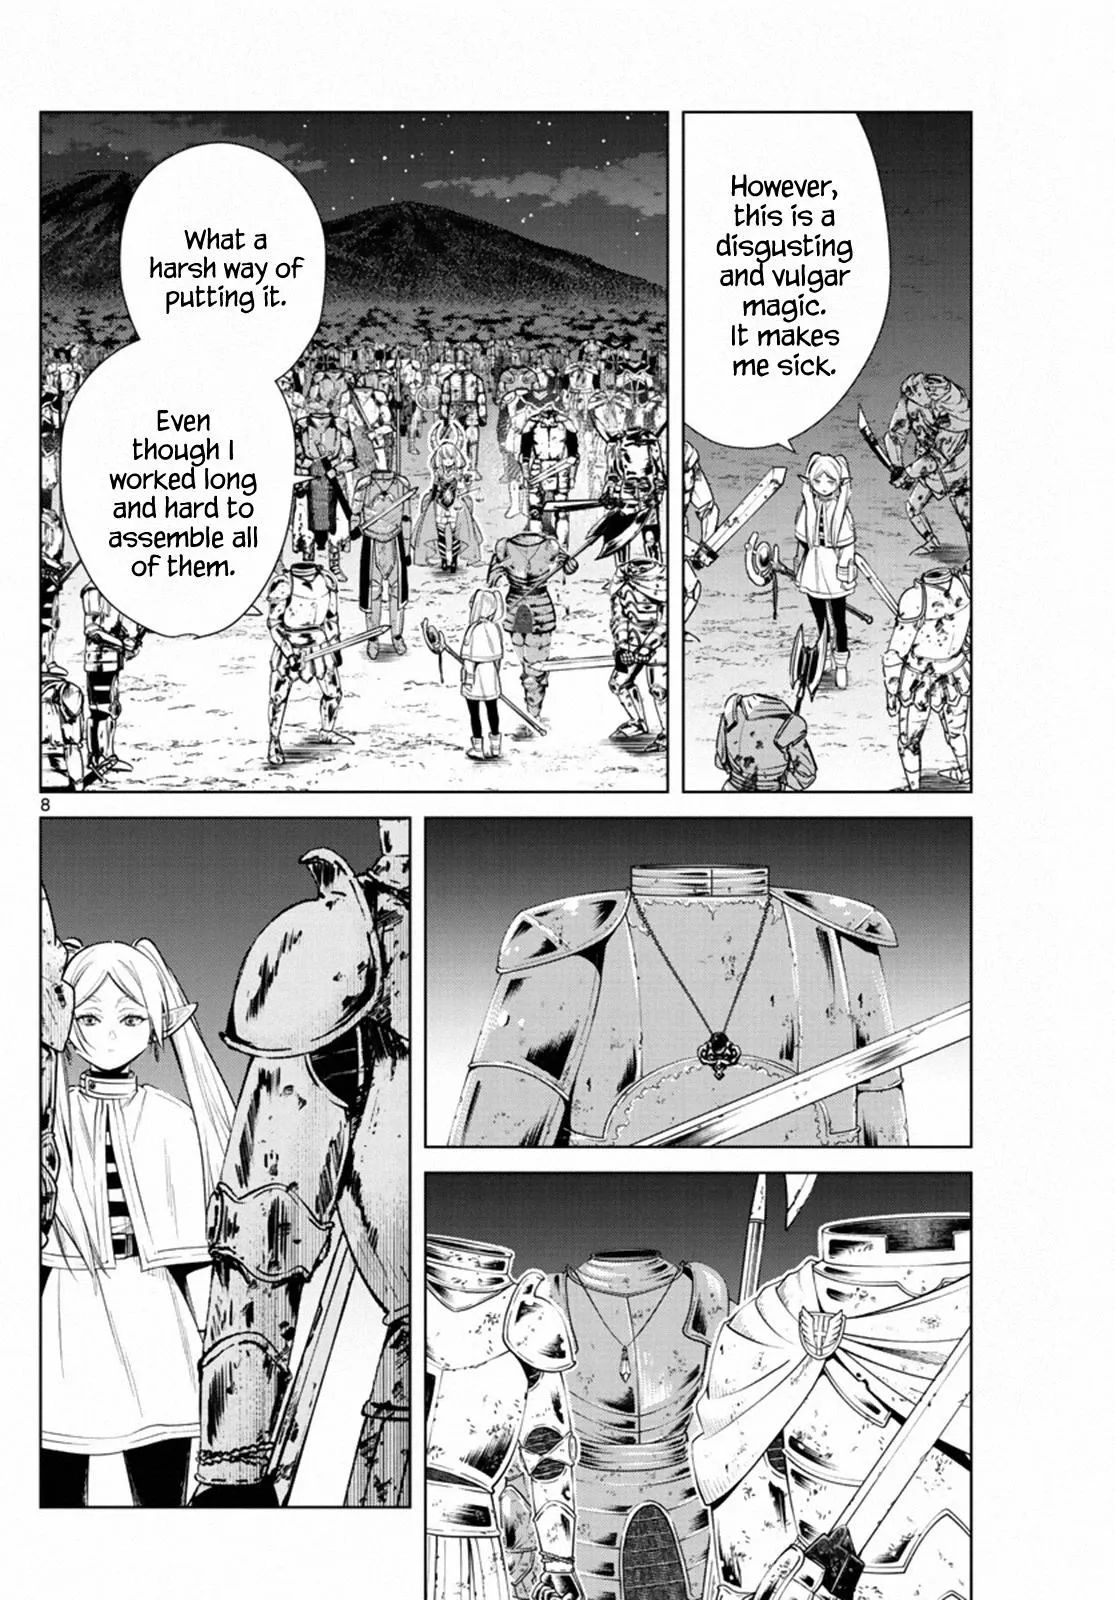 However,
this is a
disgusting
and vulgar
magic.
It makes
me sick.
What a
harsh way of
putting it.
Even
though I
worked long
and hard to
assemble all
of them.
8